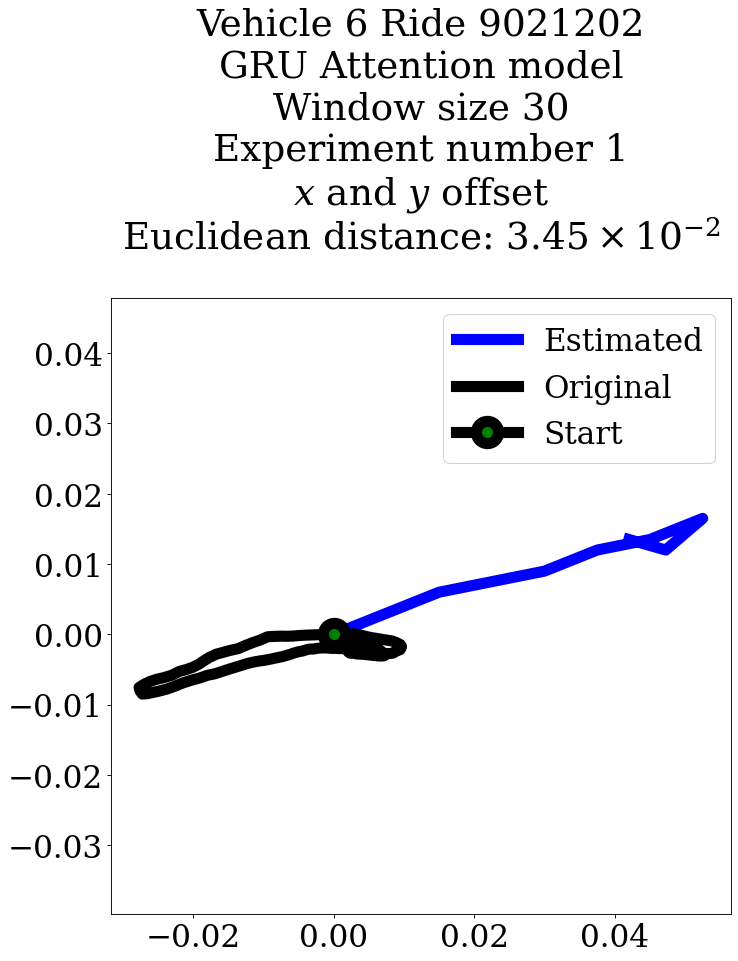 Vehicle 6 Ride 9021202
GRU Attention model
Window size 30
Experiment number 1
x and y offset
Euclidean distance: 3.45 × 10⁻²
Estimated
Original
Start
0.04
0.03
0.02
0.01
0.00
−0.01
−0.02
−0.03
−0.02 0.00 0.02 0.04